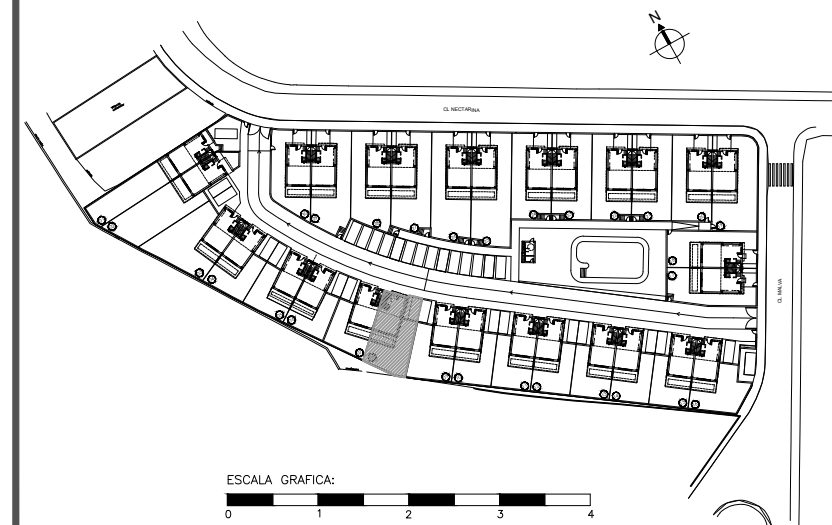 N
CL NECTARINA
CL MALVA
ESCALA GRAFICA:
0 1 2 3 4